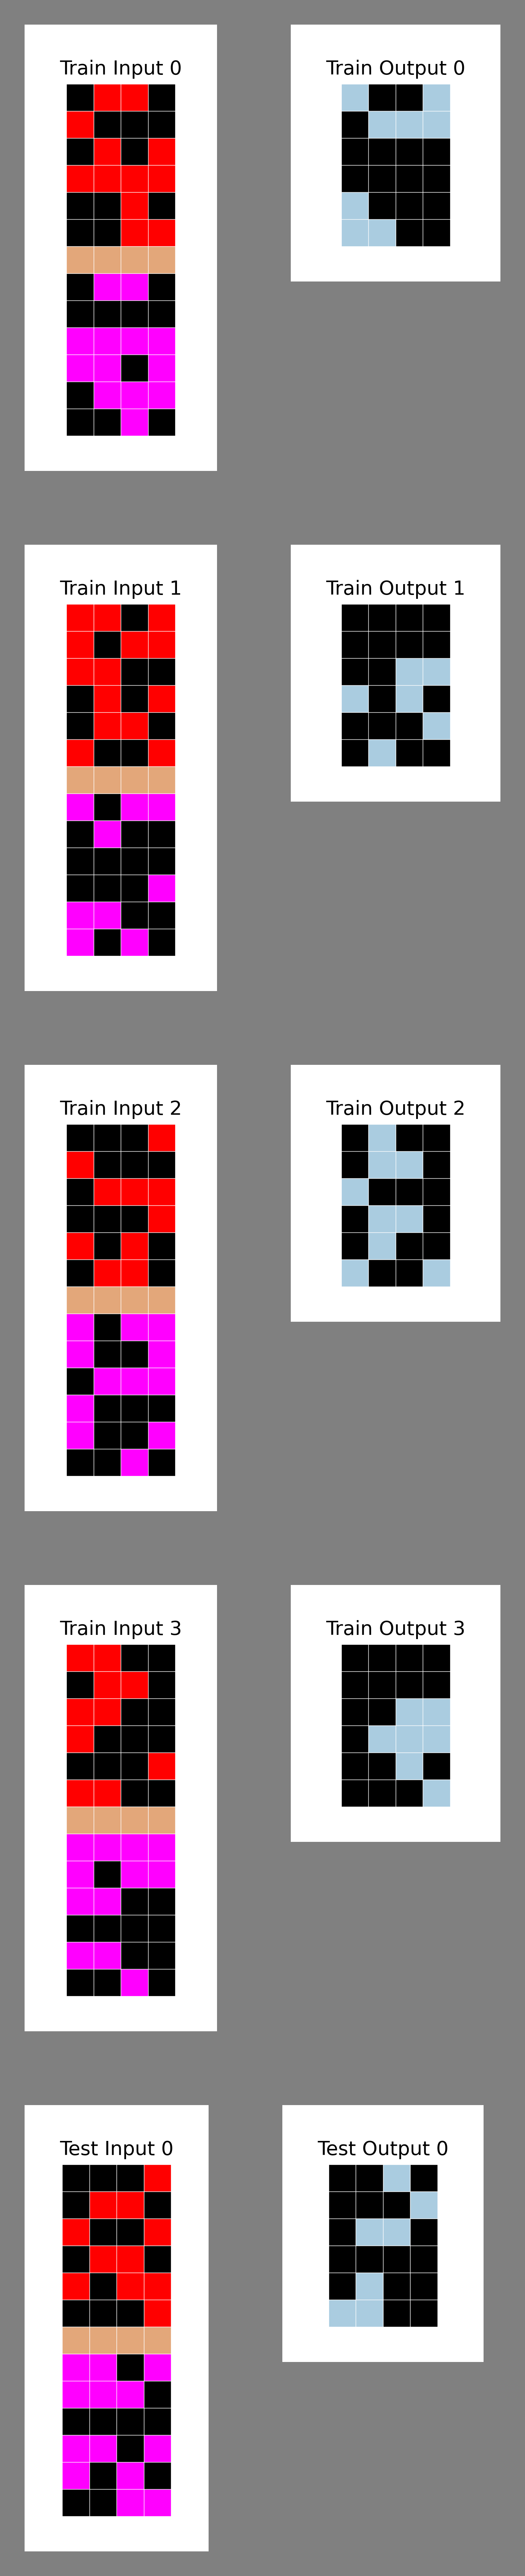 Train Input 0
Train Output 0
Train Input 1
Train Output 1
Train Input 2
Train Output 2
Train Input 3
Train Output 3
Test Input 0
Test Output 0